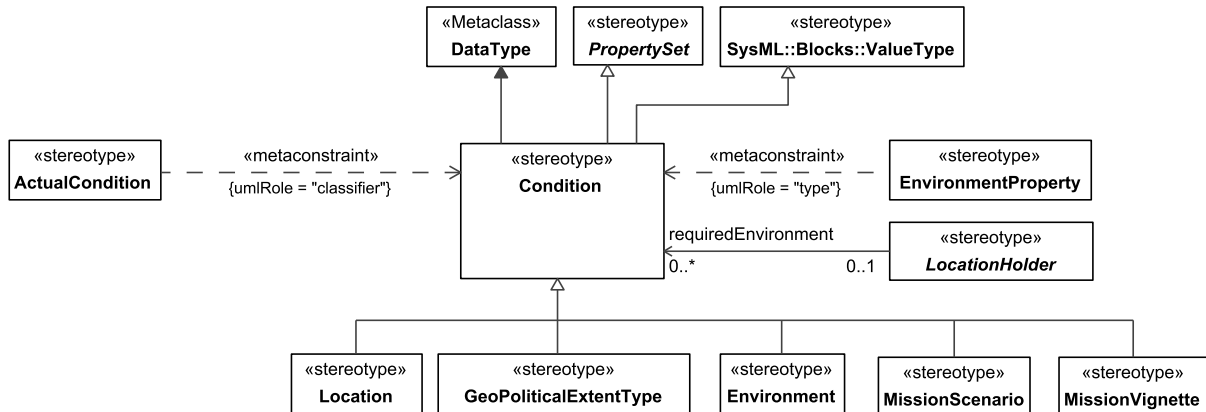 «Metaclass»
DataType
«stereotype»
PropertySet
«stereotype»
SysML::Blocks::ValueType
«stereotype»
ActualCondition
«metaconstraint»
{umlRole = "classifier"}
«stereotype»
Condition
«metaconstraint»
{umlRole = "type"}
«stereotype»
EnvironmentProperty
requiredEnvironment
0..*
0..1
«stereotype»
LocationHolder
«stereotype»
Location
«stereotype»
GeoPoliticalExtentType
«stereotype»
Environment
«stereotype»
MissionScenario
«stereotype»
MissionVignette